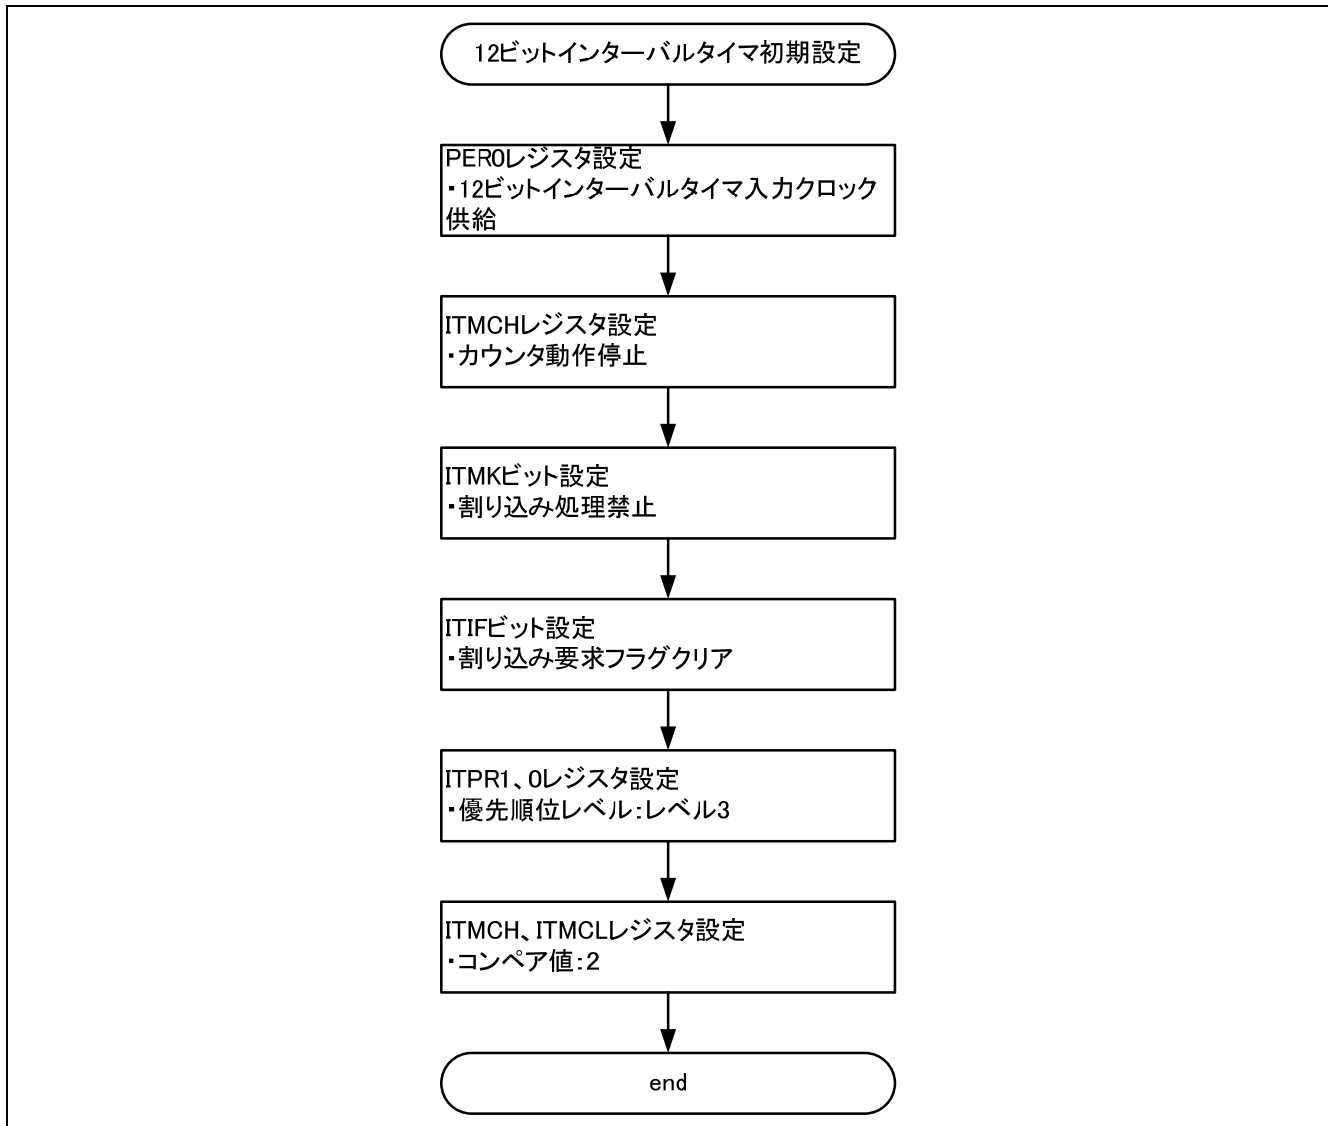 12ビットインターバルタイマ初期設定
PER0レジスタ設定
・12ビットインターバルタイマ入力クロック
供給
ITMCHレジスタ設定
・カウンタ動作停止
ITMKビット設定
・割り込み処理禁止
ITIFビット設定
・割り込み要求フラグクリア
ITPR1、0レジスタ設定
・優先順位レベル:レベル3
ITMCH、ITMCLレジスタ設定
・コンペア値:2
end